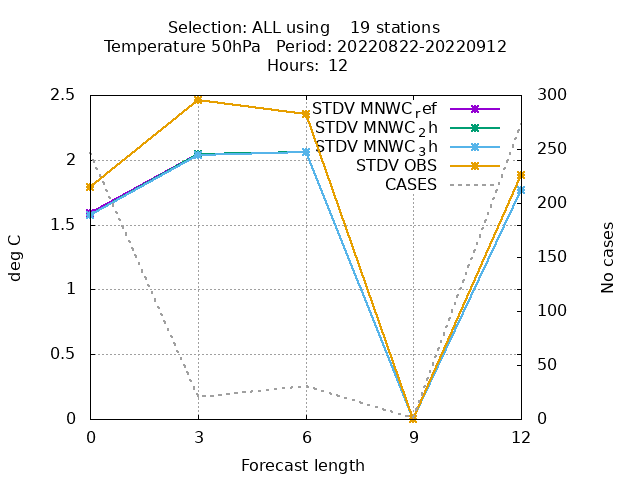 Selection: ALL using 19 stations
Temperature 50hPa Period: 20220822-20220912
Hours: 12
2.5 300
STDV MNWC_ref
STDV MNWC_2h
STDV MNWC_3h
STDV OBS
CASES
2 250
1.5 200
150
1 100
0.5 50
0 0
deg C
No cases
0 3 6 9 12
Forecast length